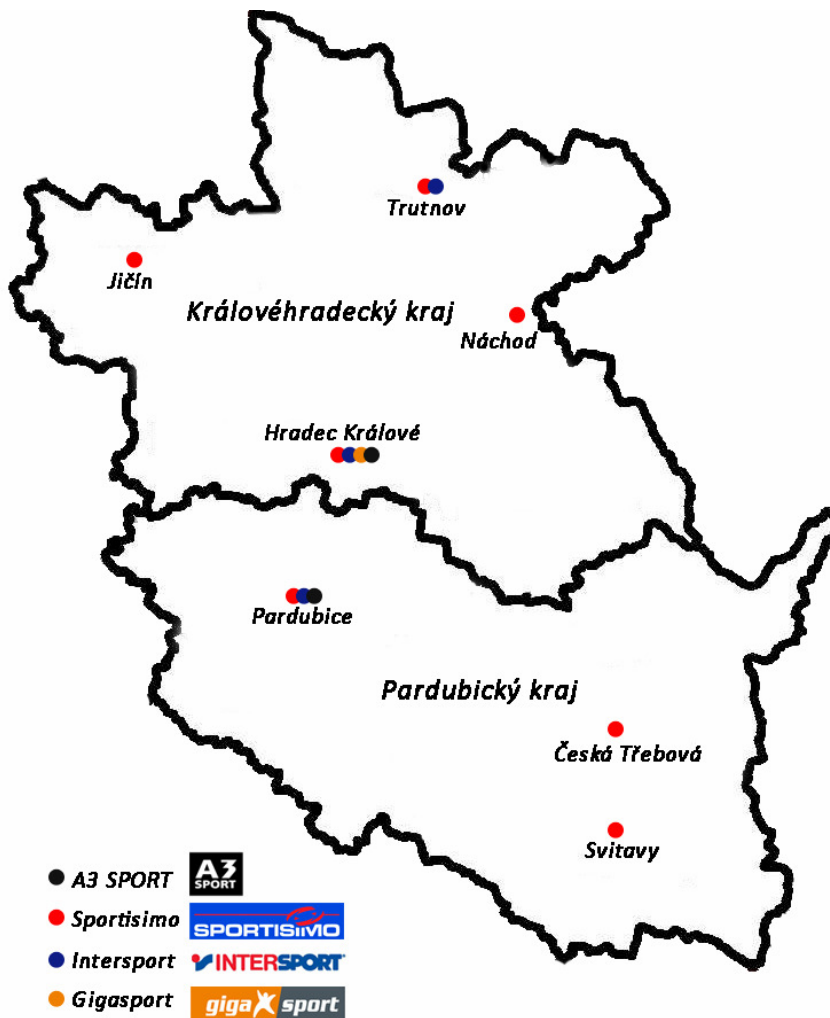 Trutnov
Jičín
Královéhradecký kraj
Náchod
Hradec Králové
Pardubice
Pardubický kraj
Česká Třebová
Svitavy
A3 SPORT
A3
SPORT
Sportisimo
SPORTISIMO
Intersport
INTERSPORT
Gigasport
giga sport